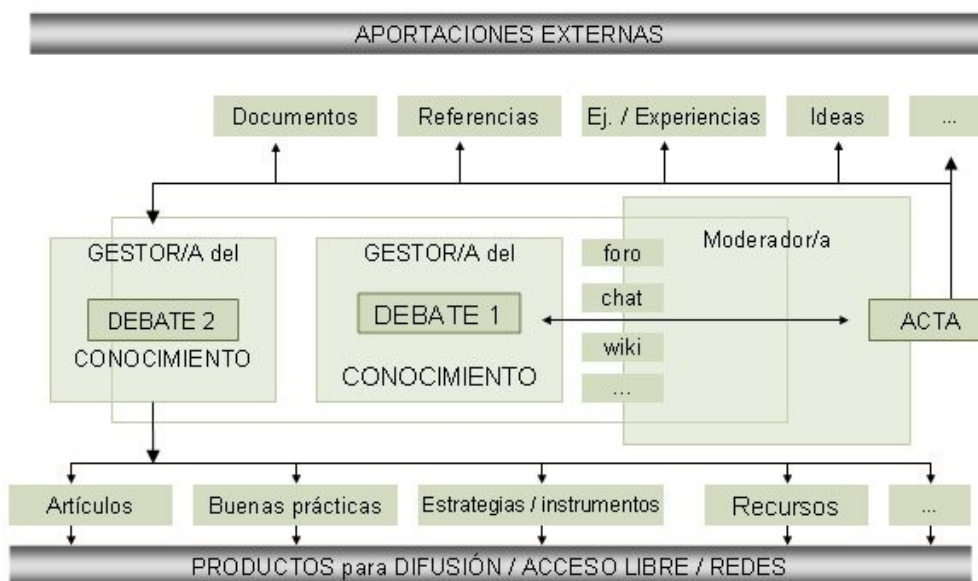 APORTACIONES EXTERNAS
Documentos
Referencias
Ej. / Experiencias
Ideas
...
GESTOR/A del
DEBATE 2
CONOCIMIENTO
GESTOR/A del
DEBATE 1
CONOCIMIENTO
foro
chat
wiki
...
Moderador/a
ACTA
Artículos
Buenas prácticas
Estrategias / instrumentos
Recursos
...
PRODUCTOS para DIFUSIÓN / ACCESO LIBRE / REDES